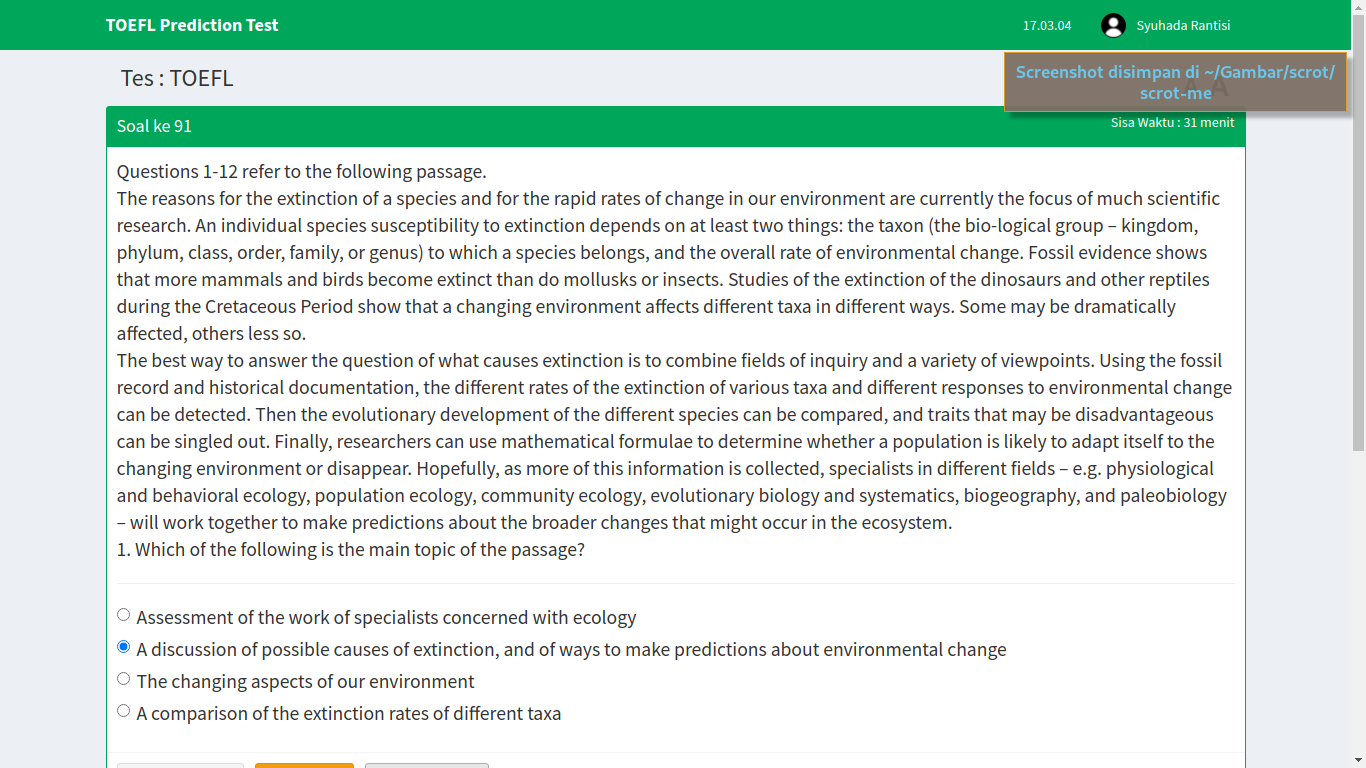 TOEFL Prediction Test
17.03.04
Syuhada Rantisi
Tes : TOEFL
Screenshot disimpan di ~/Gambar/scrot/
scrot-me
Soal ke 91
Sisa Waktu : 31 menit
Questions 1-12 refer to the following passage.
The reasons for the extinction of a species and for the rapid rates of change in our environment are currently the focus of much scientific
research. An individual species susceptibility to extinction depends on at least two things: the taxon (the bio-logical group – kingdom,
phylum, class, order, family, or genus) to which a species belongs, and the overall rate of environmental change. Fossil evidence shows
that more mammals and birds become extinct than do mollusks or insects. Studies of the extinction of the dinosaurs and other reptiles
during the Cretaceous Period show that a changing environment affects different taxa in different ways. Some may be dramatically
affected, others less so.
The best way to answer the question of what causes extinction is to combine fields of inquiry and a variety of viewpoints. Using the fossil
record and historical documentation, the different rates of the extinction of various taxa and different responses to environmental change
can be detected. Then the evolutionary development of the different species can be compared, and traits that may be disadvantageous
can be singled out. Finally, researchers can use mathematical formulae to determine whether a population is likely to adapt itself to the
changing environment or disappear. Hopefully, as more of this information is collected, specialists in different fields – e.g. physiological
and behavioral ecology, population ecology, community ecology, evolutionary biology and systematics, biogeography, and paleobiology
– will work together to make predictions about the broader changes that might occur in the ecosystem.
1. Which of the following is the main topic of the passage?
Assessment of the work of specialists concerned with ecology
A discussion of possible causes of extinction, and of ways to make predictions about environmental change
The changing aspects of our environment
A comparison of the extinction rates of different taxa